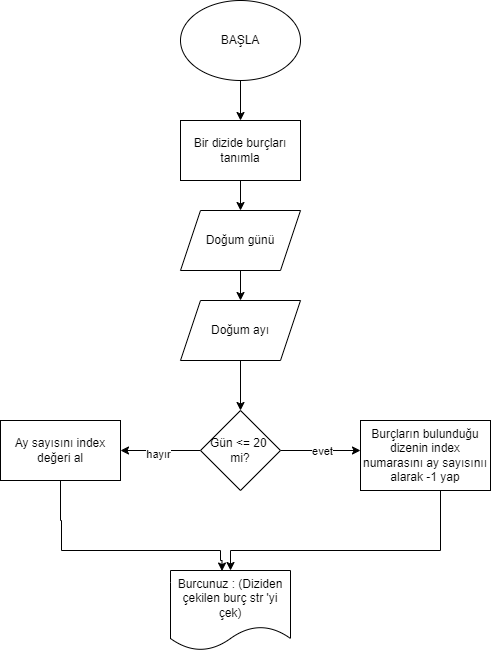 BAŞLA
Bir dizide burçları
tanımla
Doğum günü
Doğum ayı
Gün <= 20
mi?
hayır
evet
Ay sayısını index
değeri al
Burçların bulunduğu
dizenin index
numarasını ay sayısınıı
alarak -1 yap
Burcunuz : (Diziden
çekilen burç str 'yi
çek)